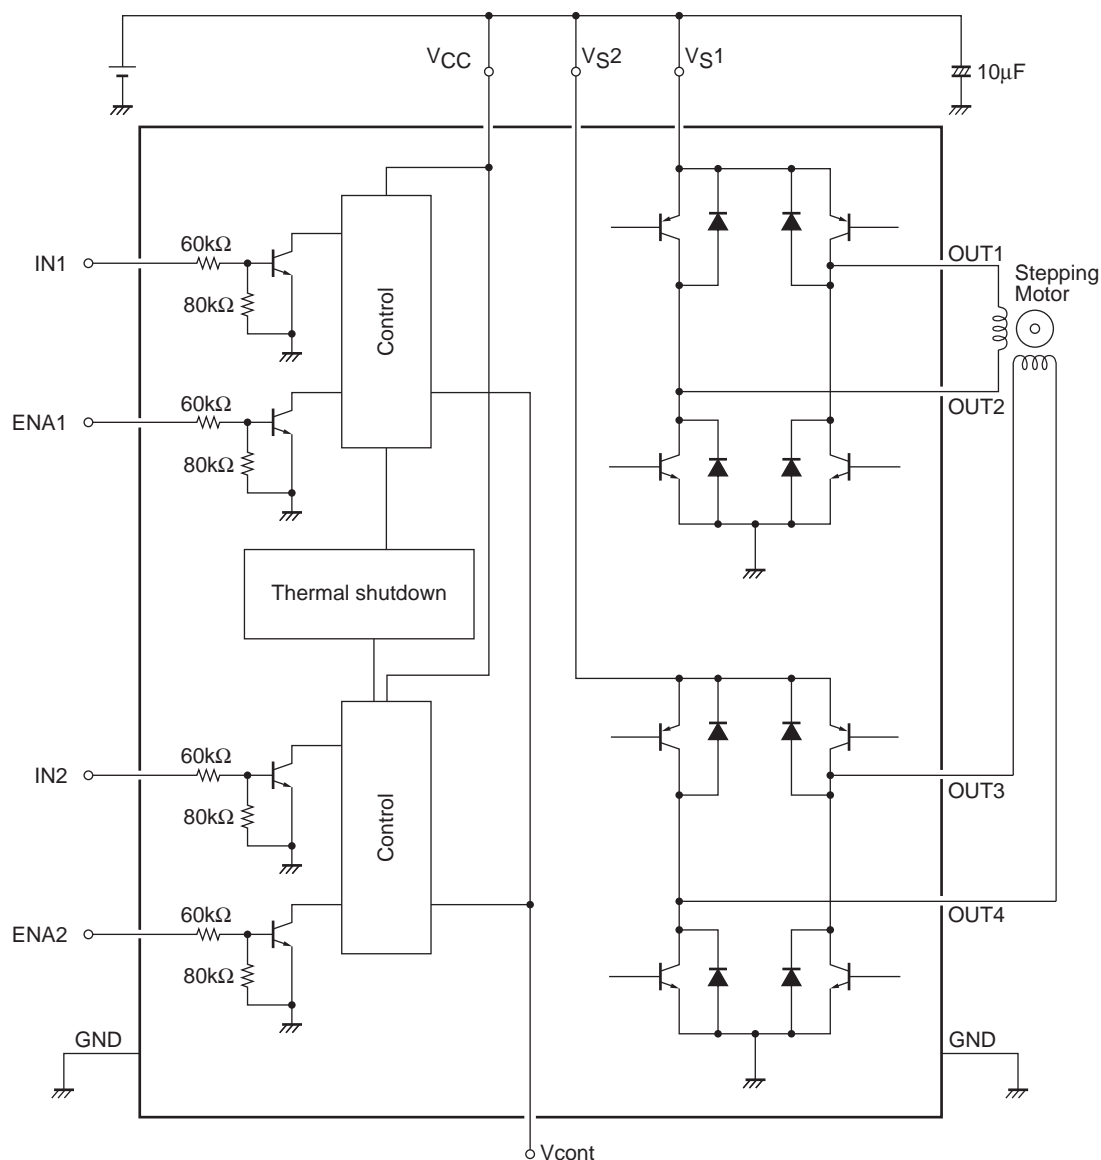 VCC
VS2
VS1
10μF
60kΩ
IN1
80kΩ
Control
OUT1
Stepping
Motor
60kΩ
ENA1
80kΩ
OUT2
Thermal shutdown
60kΩ
IN2
80kΩ
Control
OUT3
60kΩ
ENA2
80kΩ
OUT4
GND
GND
Vcont